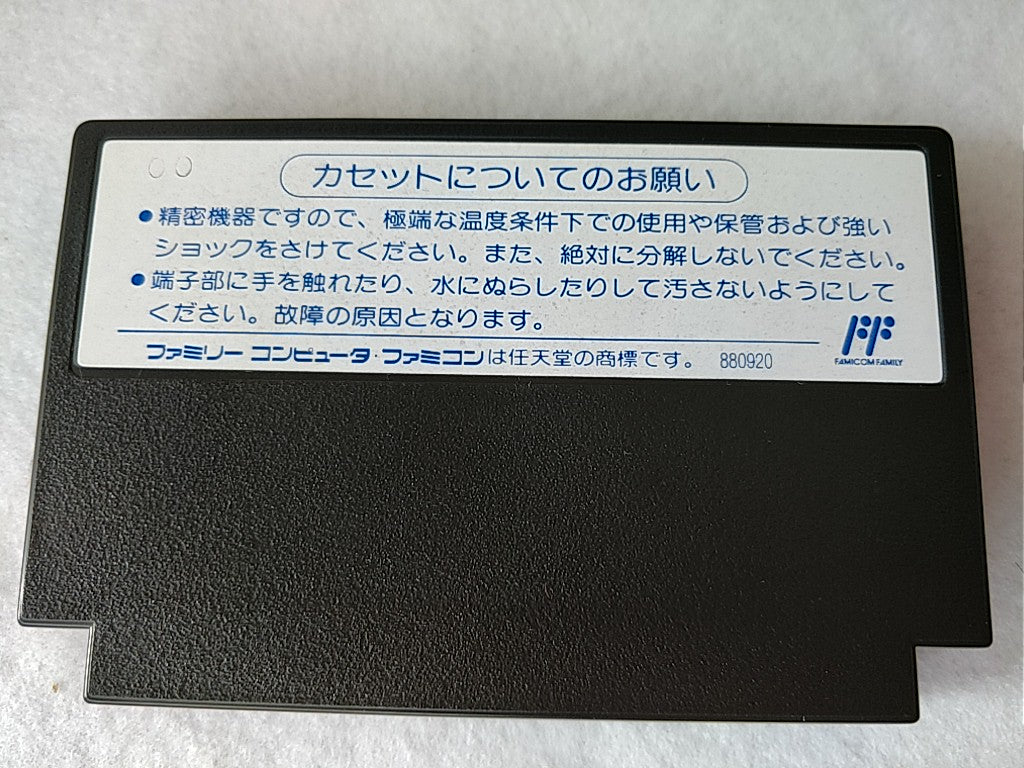 00
カセットについてのお願い
●精密機器ですので、極端な温度条件下での使用や保管および強い
ショックをさけてください。また、絶対に分解しないでください。
●端子部に手を触れたり、水にぬらしたりして汚さないようにして
ください。故障の原因となります。
ファミリーコンピュータ・ファミコンは任天堂の商標です。 880920
FAMICOM FAMILY